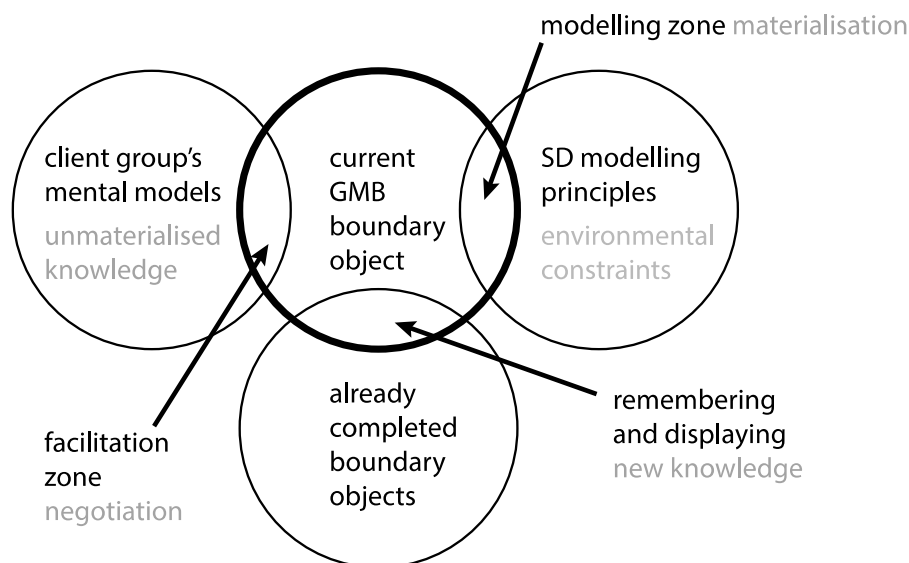 modelling zone materialisation
client group's
mental models
unmaterialised
knowledge
current
GMB
boundary
object
SD modelling
principles
environmental
constraints
already
completed
boundary
objects
facilitation
zone
negotiation
remembering
and displaying
new knowledge